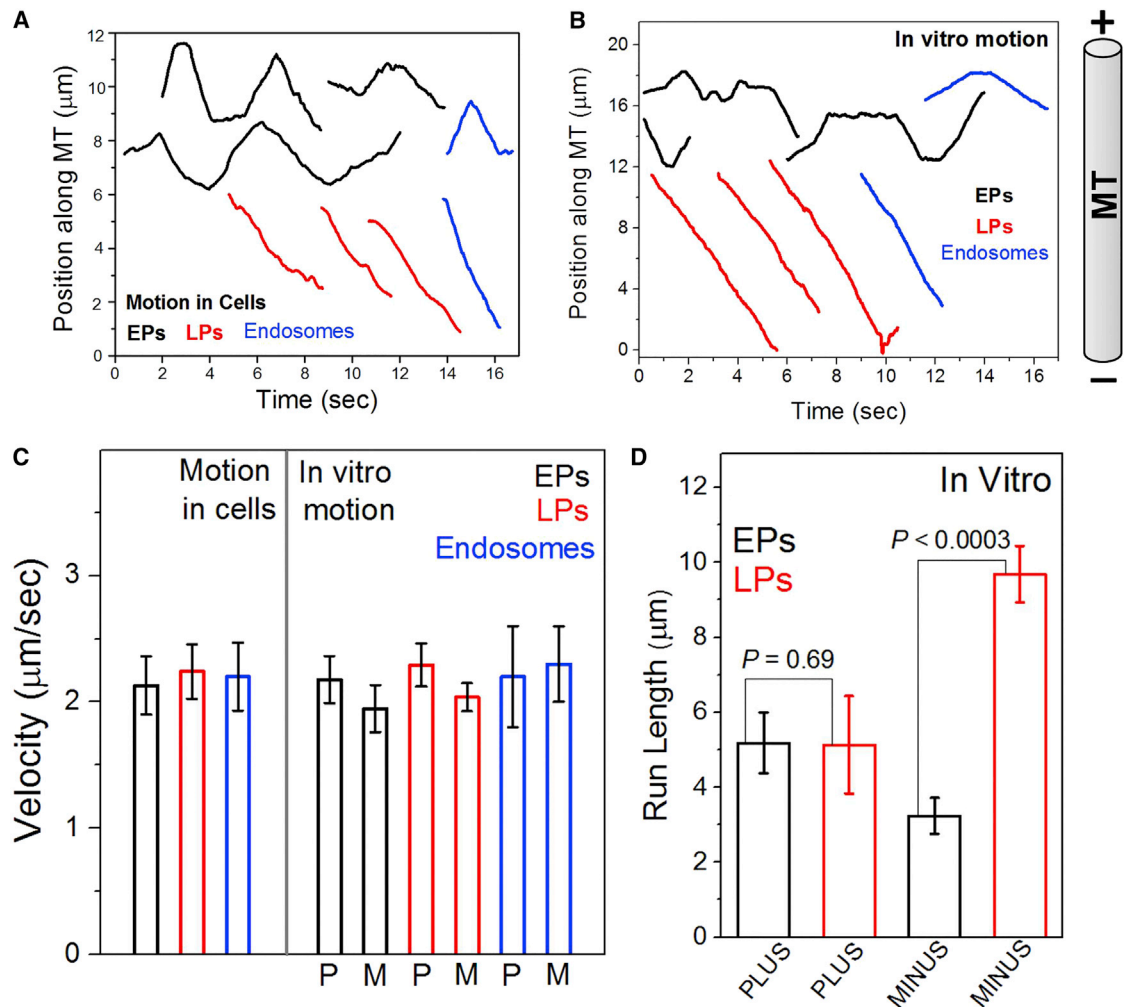 A
Position along MT (μm)
12
10
8
6
4
2
0
Motion in Cells
EPs LPs Endosomes
0 2 4 6 8 10 12 14 16
Time (sec)
B
Position along MT (μm)
20
16
12
8
4
0
In vitro motion
EPs
LPs
Endosomes
0 2 4 6 8 10 12 14 16
Time (sec)
+
MT
–
C
Velocity (μm/sec)
3
2
1
0
Motion
in cells
In vitro
motion
EPs
LPs
Endosomes
P M P M P M
D
Run Length (μm)
12
10
8
6
4
2
0
In Vitro
EPs
LPs
P = 0.69
P < 0.0003
PLUS PLUS MINUS MINUS